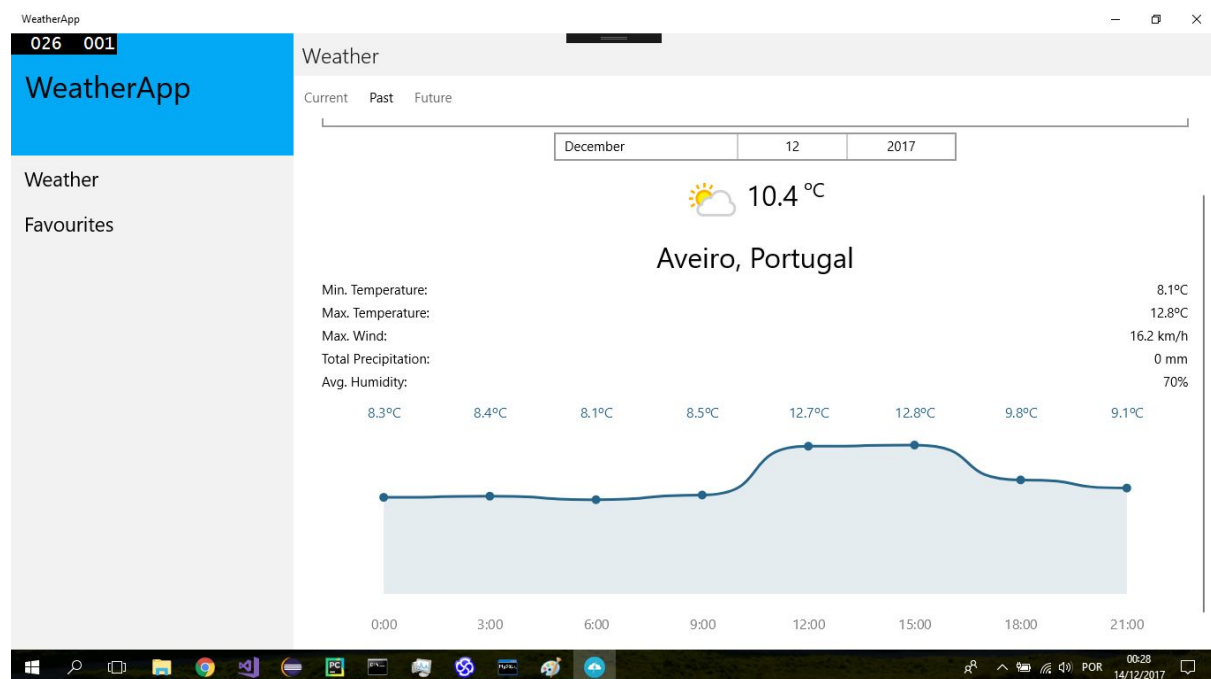 WeatherApp
026 001
WeatherApp
Weather
Favourites
Weather
Current Past Future
December 12 2017
10.4 ºC
Aveiro, Portugal
Min. Temperature: 8.1ºC
Max. Temperature: 12.8ºC
Max. Wind: 16.2 km/h
Total Precipitation: 0 mm
Avg. Humidity: 70%
8.3ºC 8.4ºC 8.1ºC 8.5ºC 12.7ºC 12.8ºC 9.8ºC 9.1ºC
0:00 3:00 6:00 9:00 12:00 15:00 18:00 21:00
PC
POR
00:28
14/12/2017